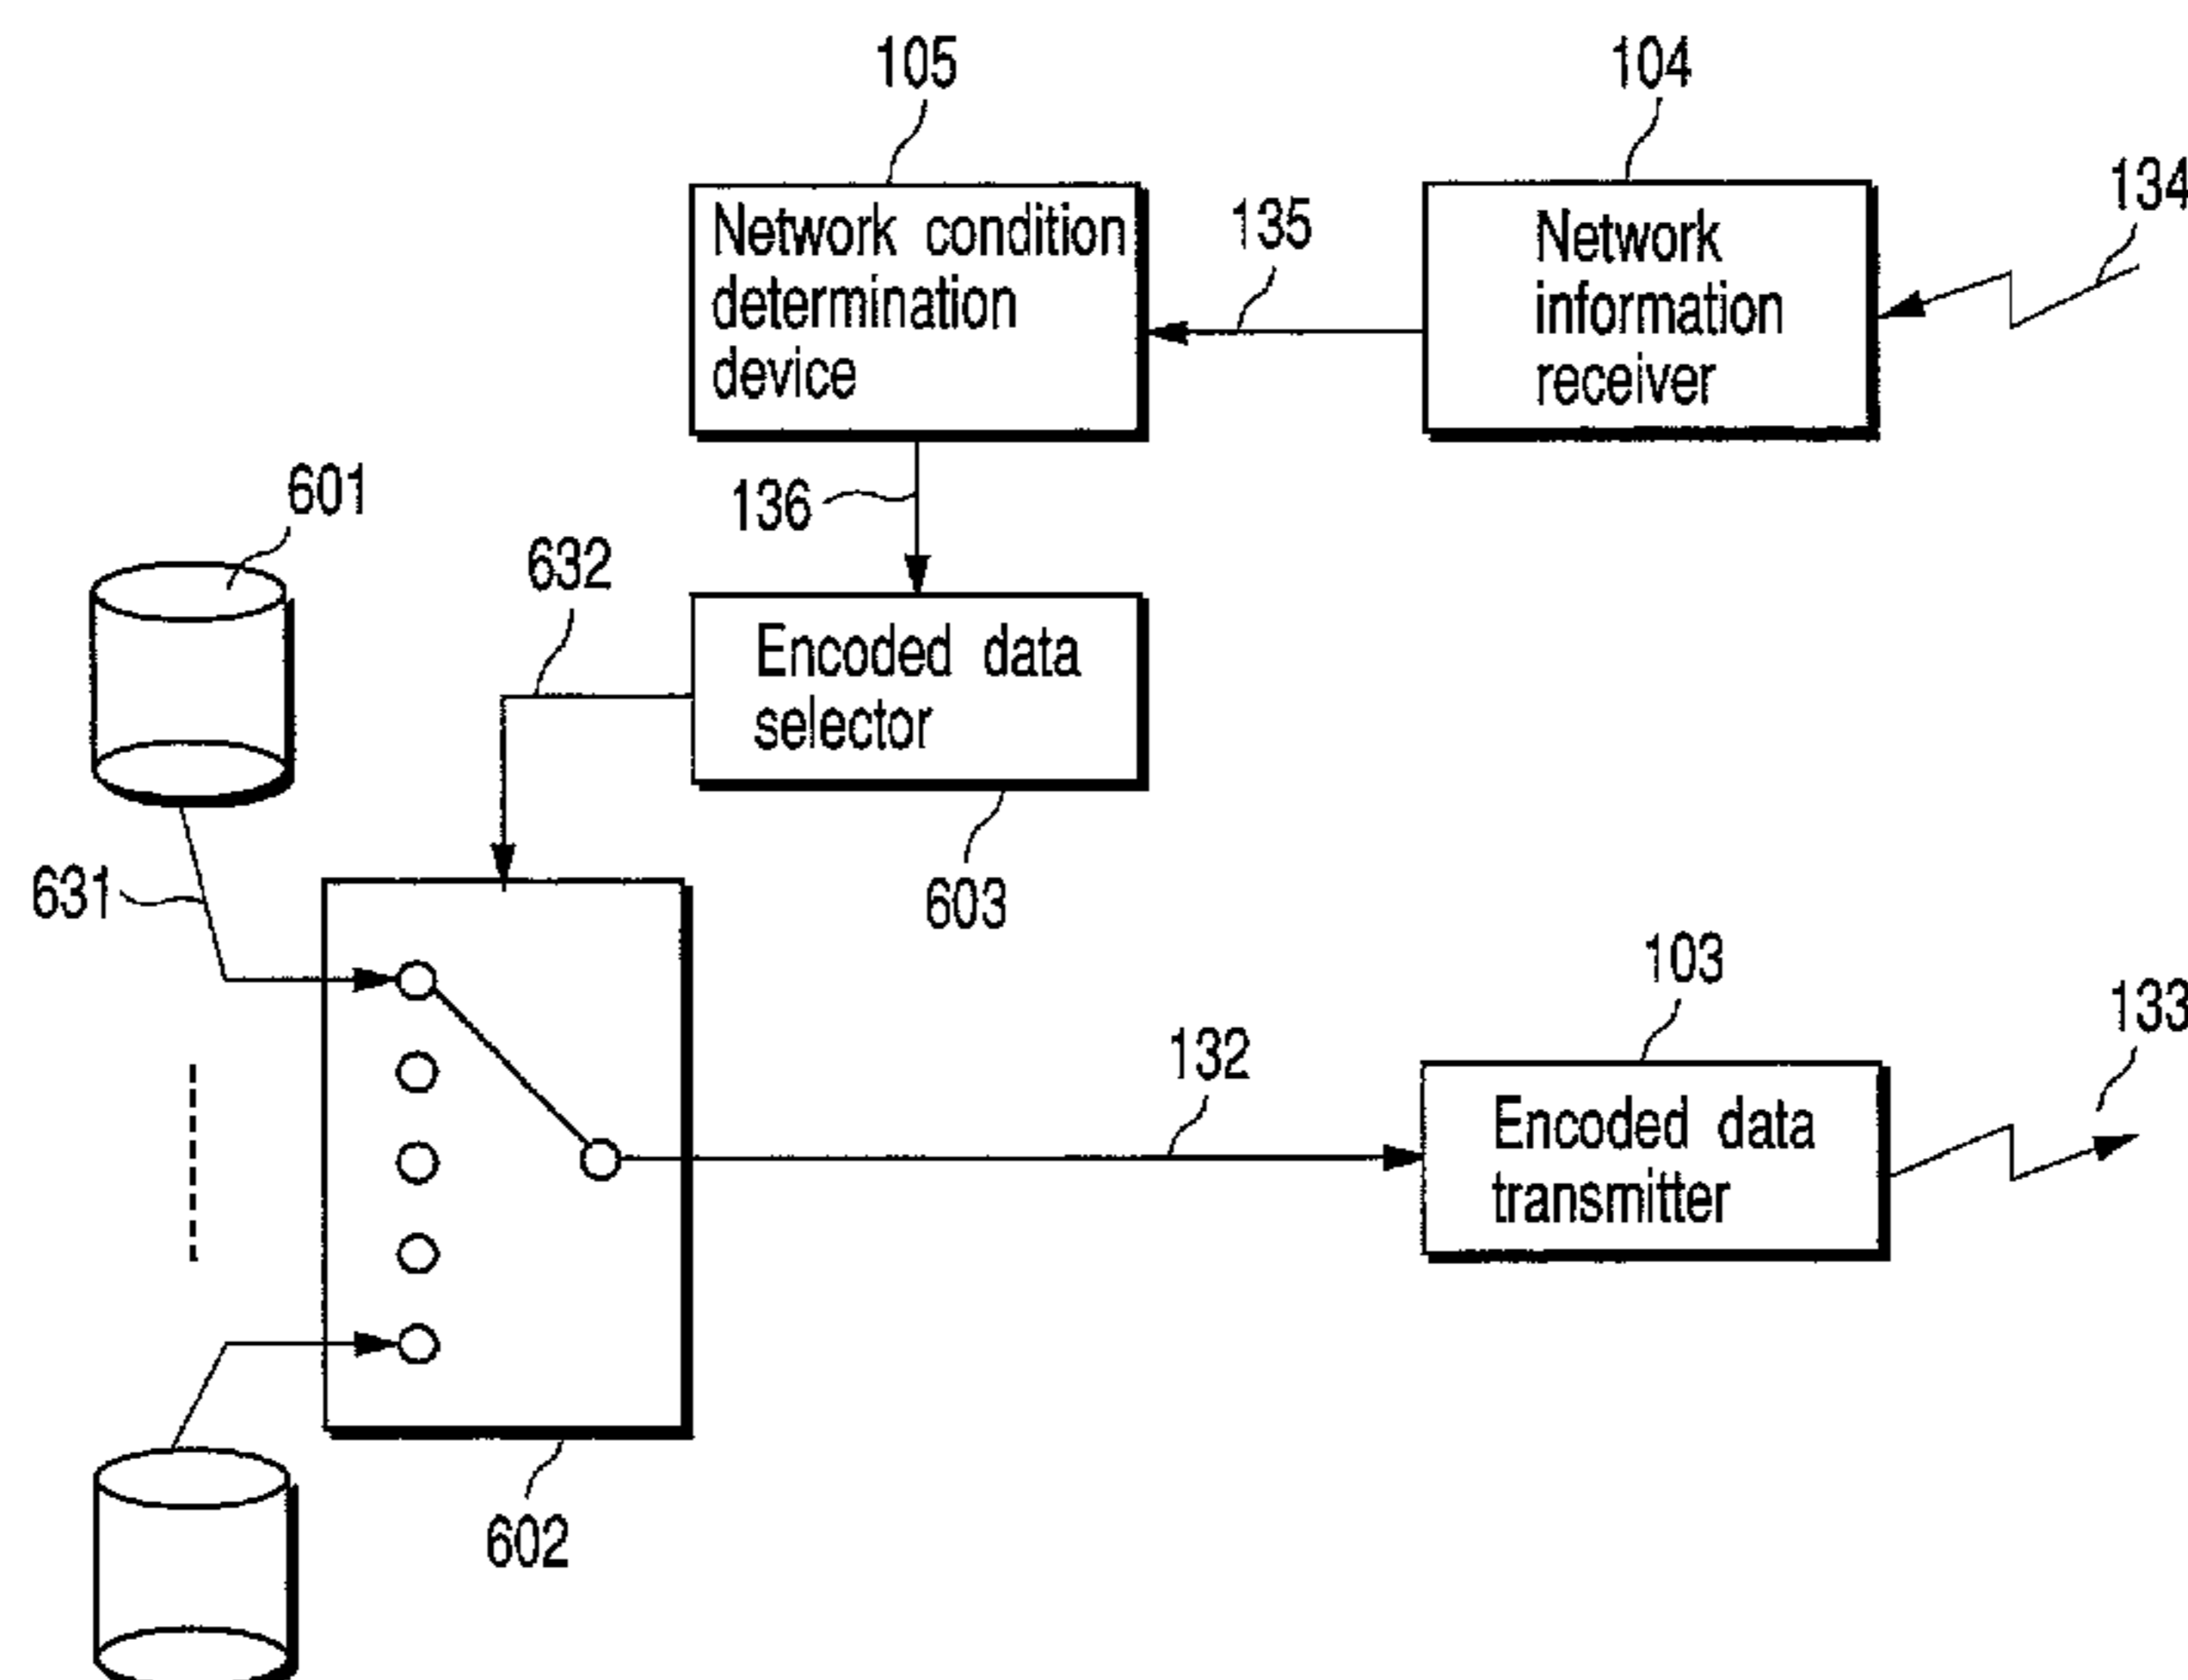 105
104
134
Network condition
determination
device
135
Network
information
receiver
601
136
632
Encoded data
selector
631
603
103
133
132
Encoded data
transmitter
602